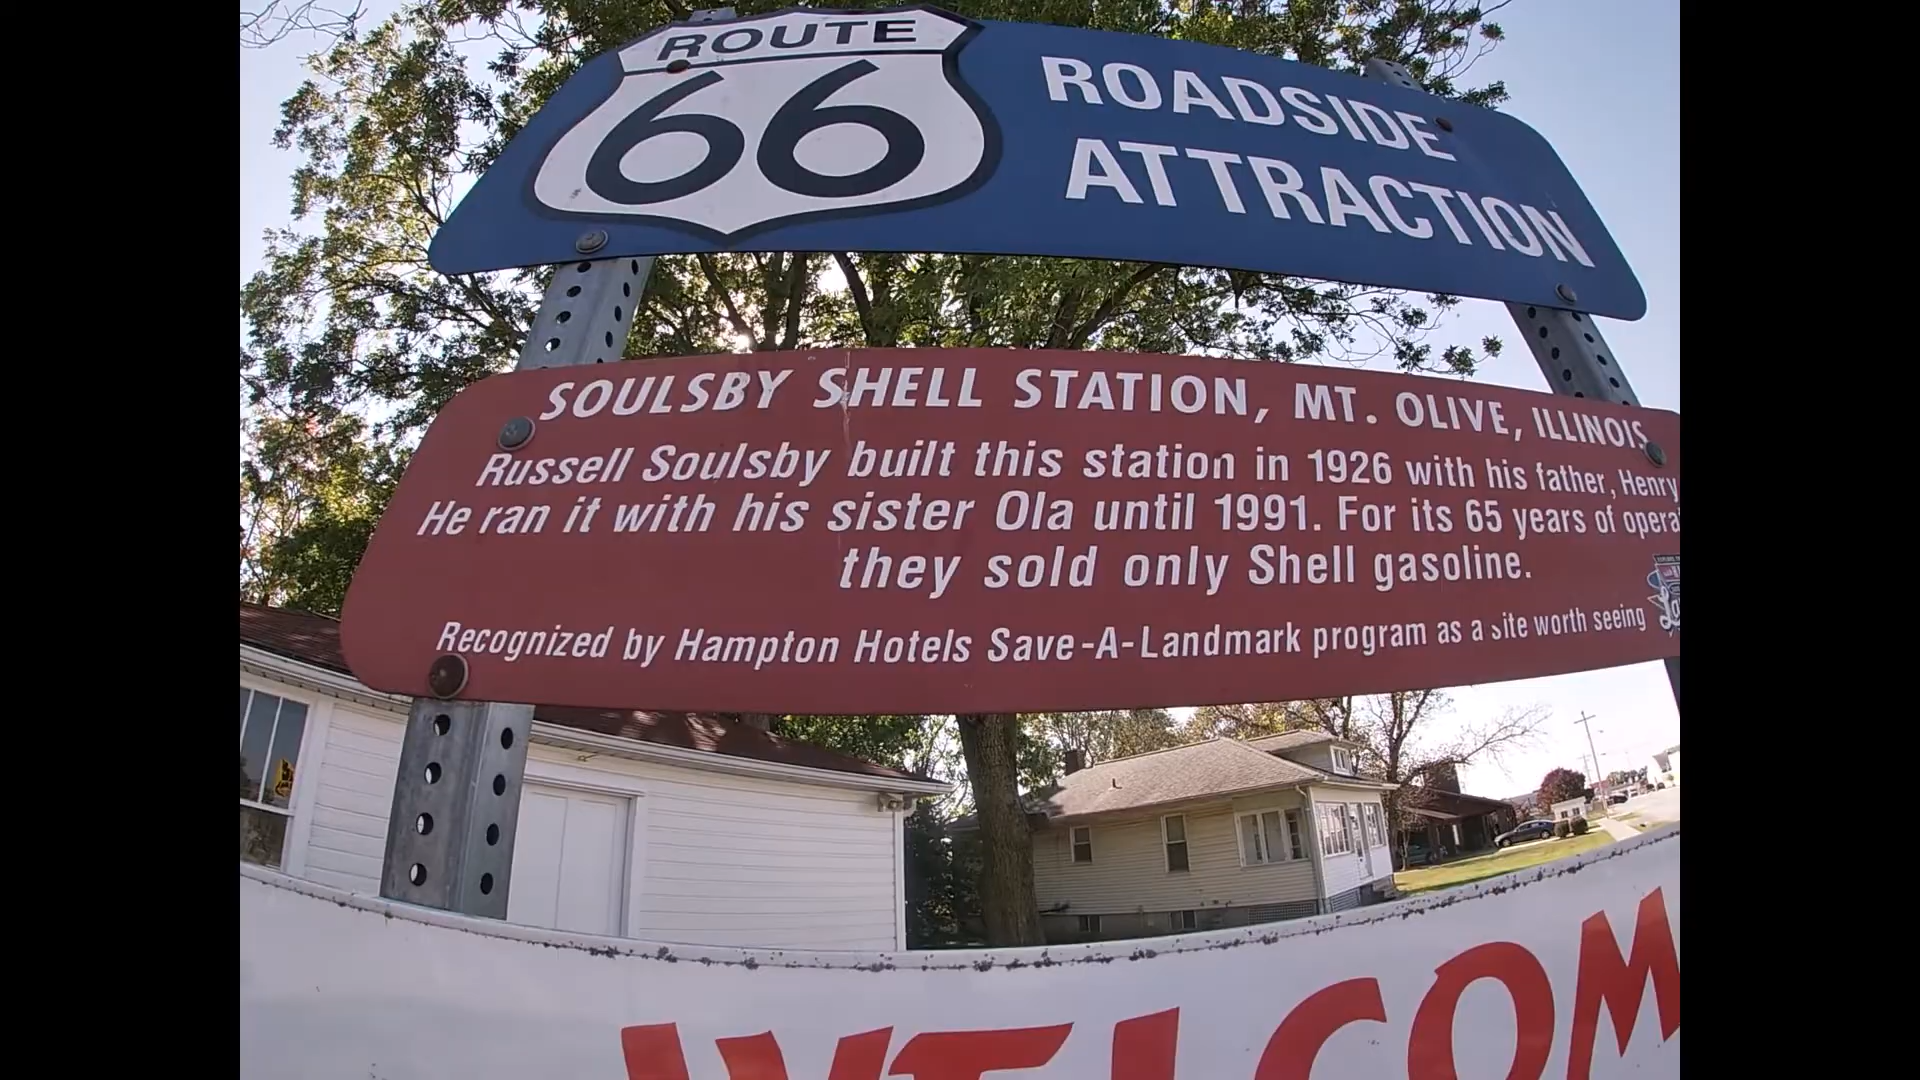 ROUTE
66
ROADSIDE
ATTRACTION
SOULSBY SHELL STATION, MT. OLIVE, ILLINOIS
Russell Soulsby built this station in 1926 with his father, Henry
He ran it with his sister Ola until 1991. For its 65 years of opera
they sold only Shell gasoline.
Recognized by Hampton Hotels Save-A-Landmark program as a site worth seeing
WELCOM